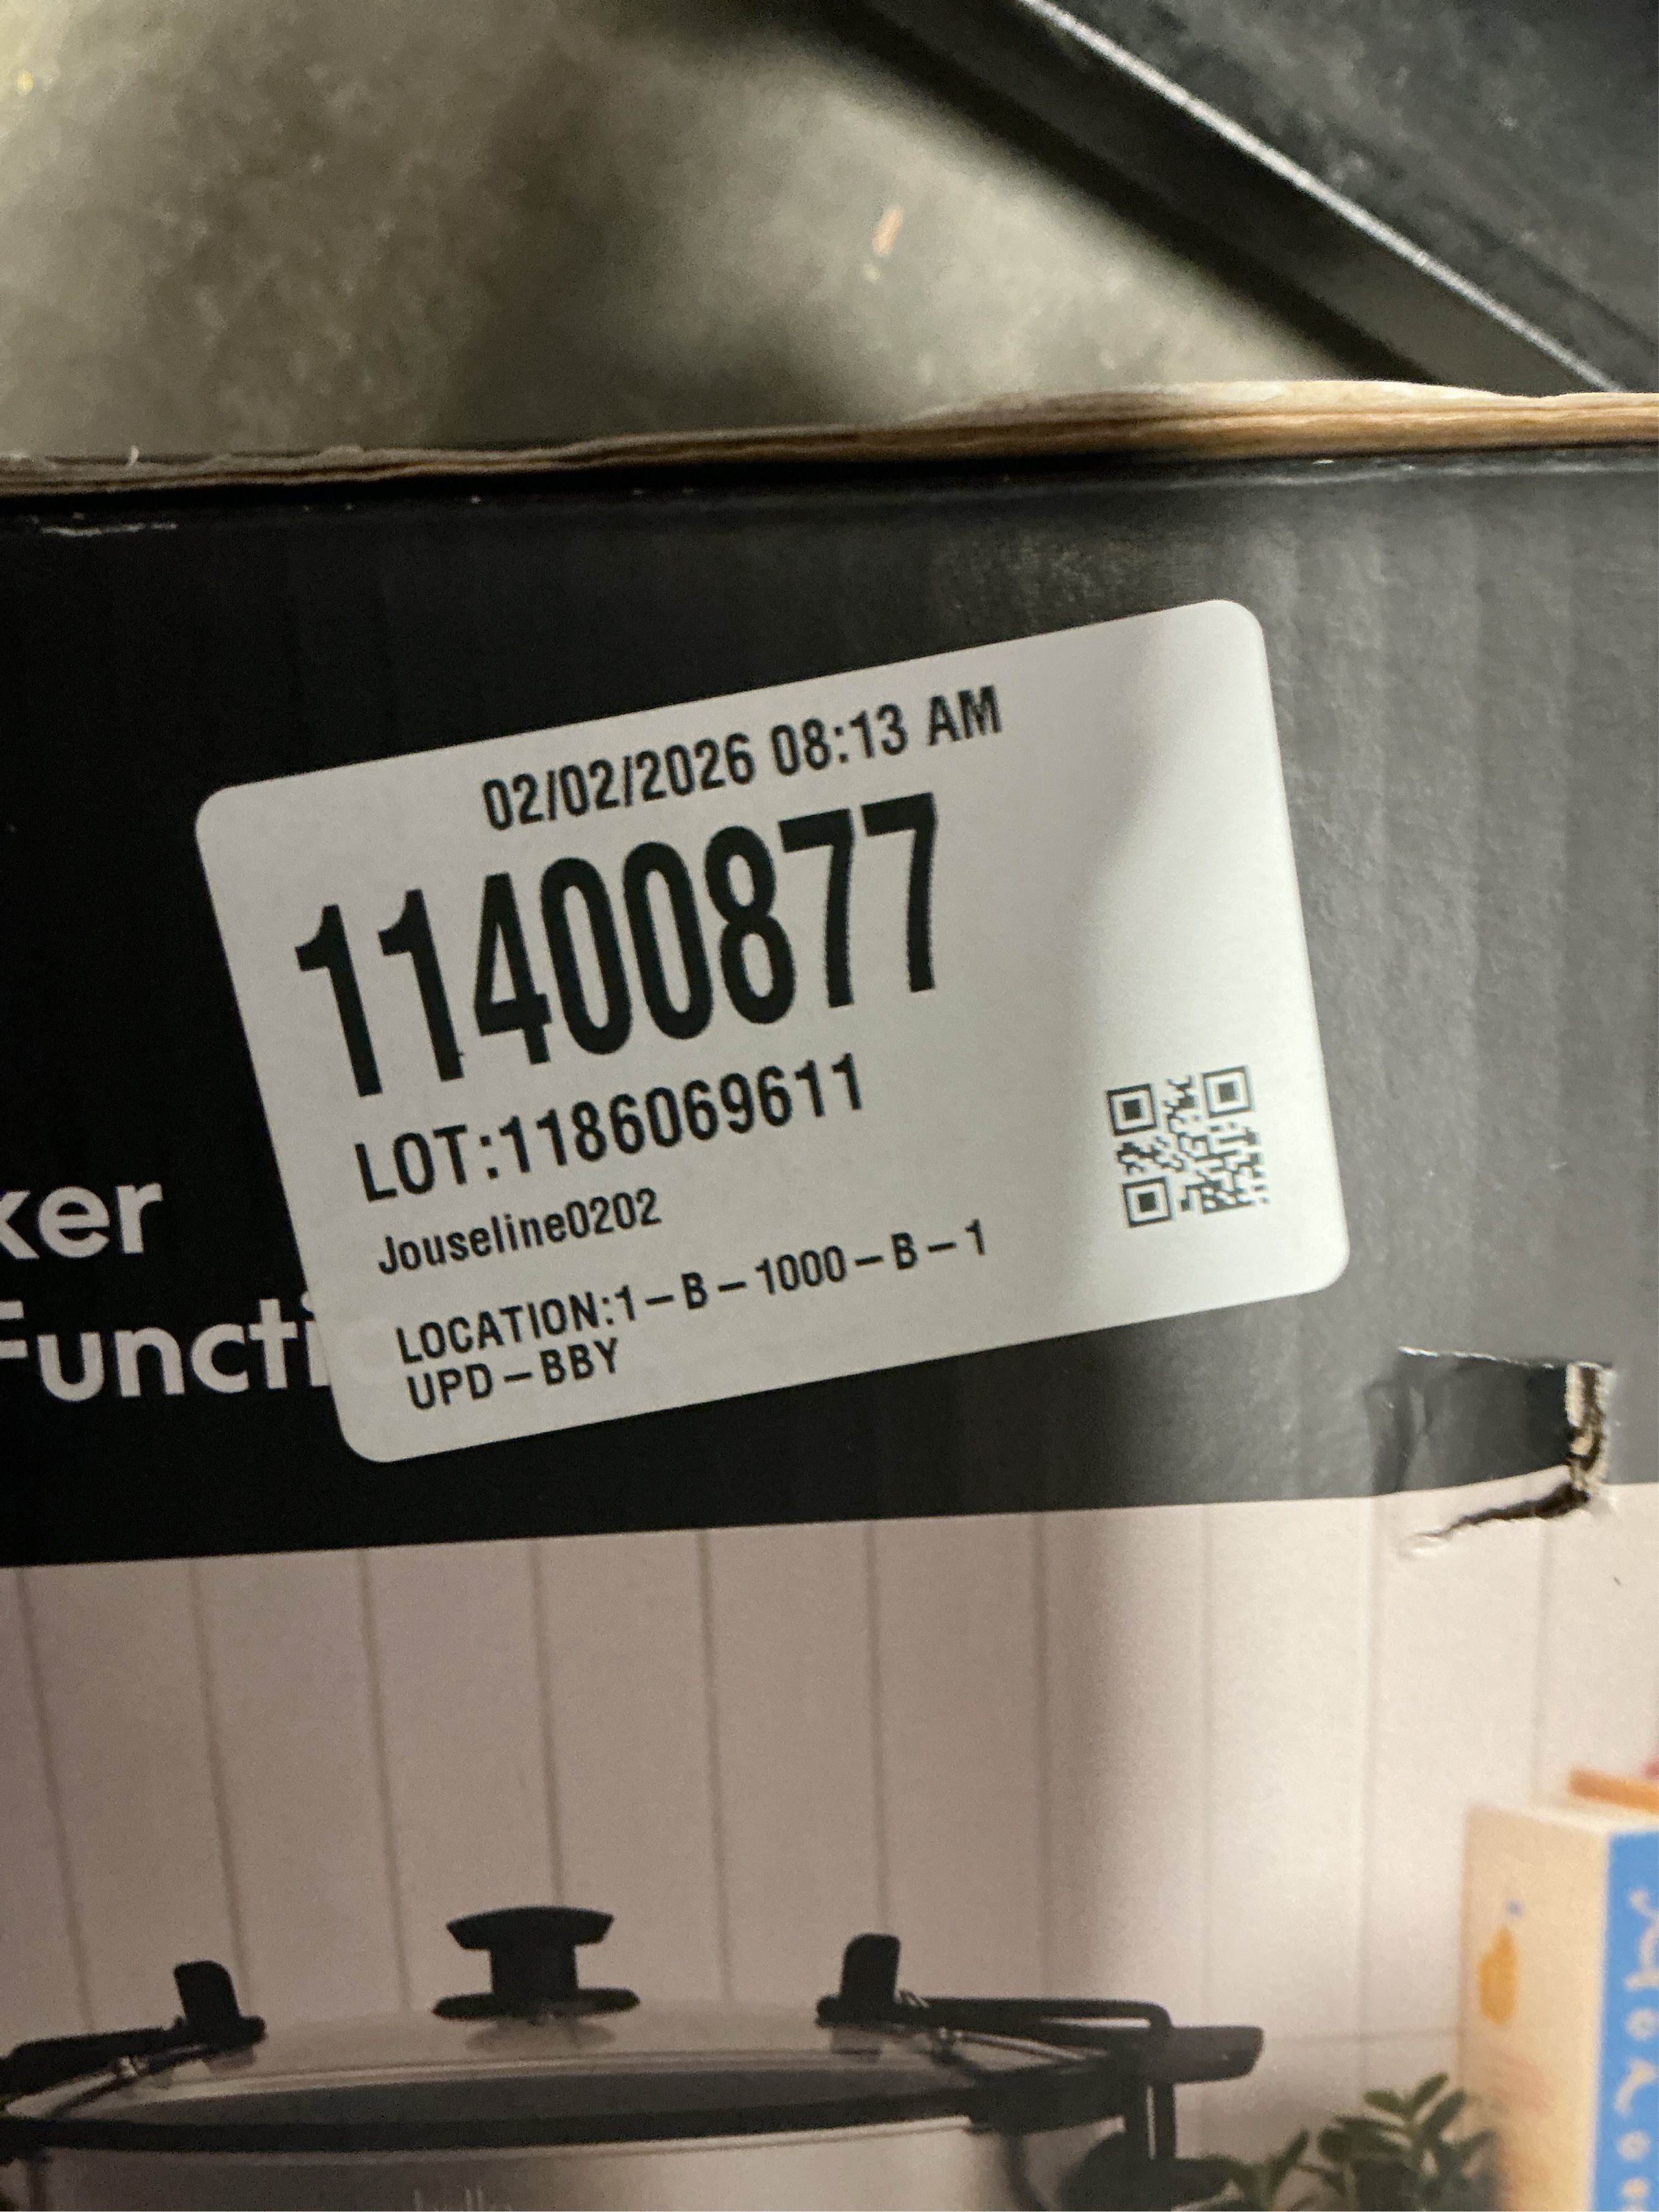 02/02/2026 08:13 AM
11400877
LOT:1186069611
Jouseline0202
LOCATION:1-B-1000-B-1
UPD-BBY
ker
Functi